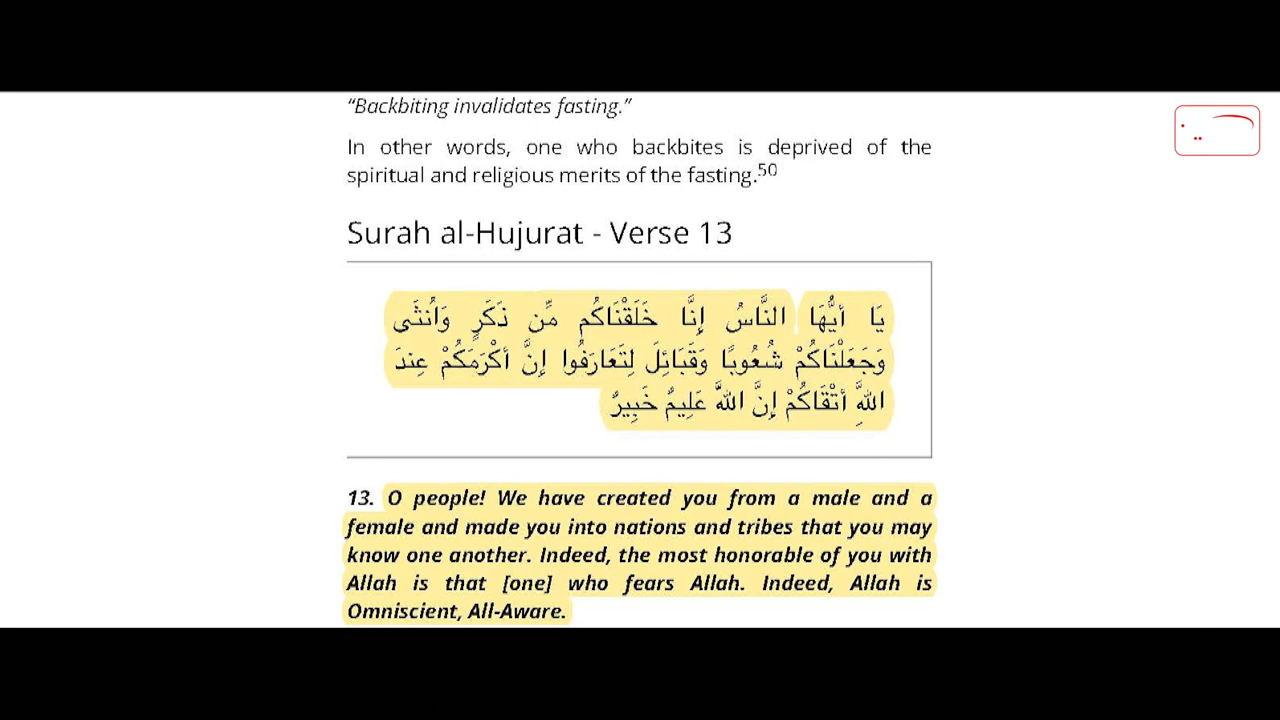 “Backbiting invalidates fasting.”
In other words, one who backbites is deprived of the
spiritual and religious merits of the fasting.50
Surah al-Hujurat - Verse 13
يَا أَيُّهَا النَّاسُ إِنَّا خَلَقْنَاكُم مِّن ذَكَرٍ وَأُنثَى
وَجَعَلْنَاكُمْ شُعُوبًا وَقَبَائِلَ لِتَعَارَفُوا إِنَّ أَكْرَمَكُمْ عِندَ
اللَّهِ أَتْقَاكُمْ إِنَّ اللَّهَ عَلِيمٌ خَبِيرٌ
13. O people! We have created you from a male and a
female and made you into nations and tribes that you may
know one another. Indeed, the most honorable of you with
Allah is that [one] who fears Allah. Indeed, Allah is
Omniscient, All-Aware.